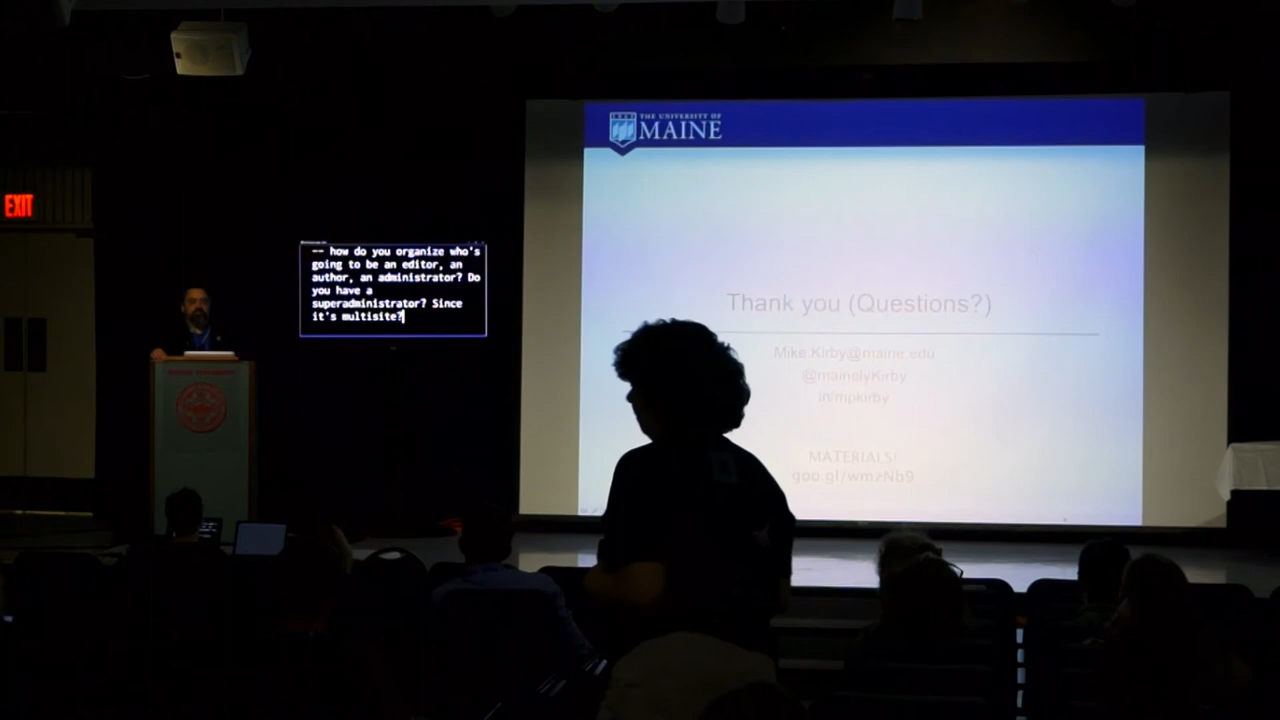 EXIT
-- how do you organize who's
going to be an editor, an
author, an administrator? Do
you have a
superadministrator? Since
it's multisite?
THE UNIVERSITY OF
MAINE
Thank you (Questions?)
Mike.Kirby@maine.edu
@mainelyKirby
in/mpkirby
MATERIALS!
goo.gl/wmzNb9